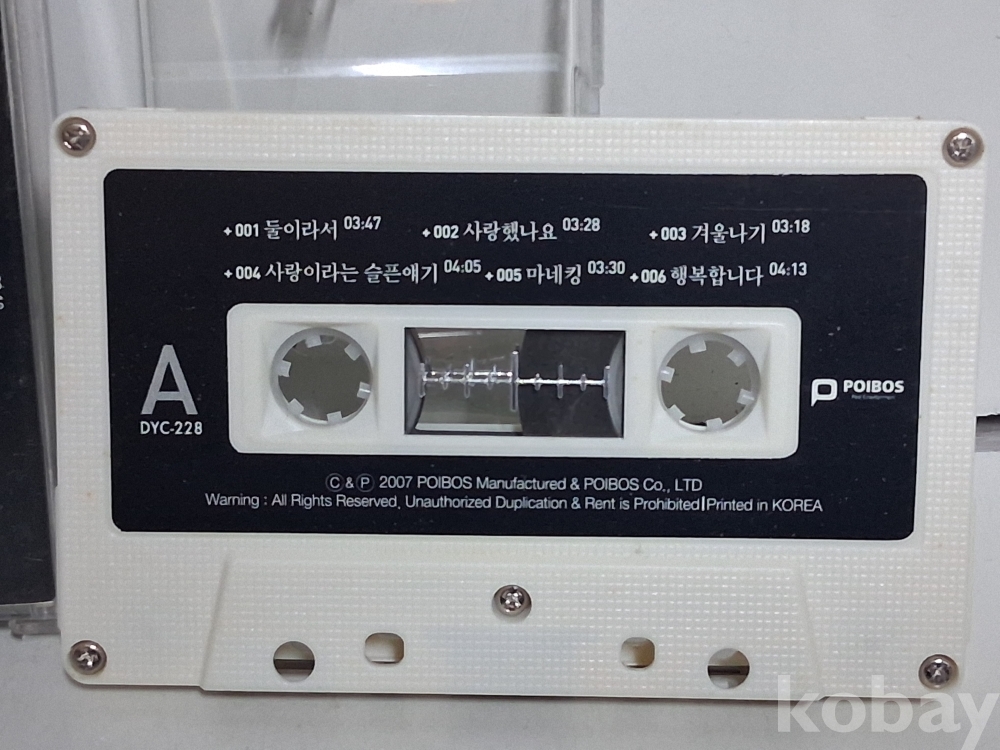 +001 둘이라서 03:47 +002 사랑했나요 03:28 +003 겨울나기 03:18
+004 사랑이라는 슬픈얘기 04:05 +005 마네킹 03:30 +006 행복합니다 04:13
A
DYC-228
POIBOS
Ⓒ & Ⓟ 2007 POIBOS Manufactured & POIBOS Co., LTD
Warning : All Rights Reserved. Unauthorized Duplication & Rent is Prohibited|Printed in KOREA
kobay